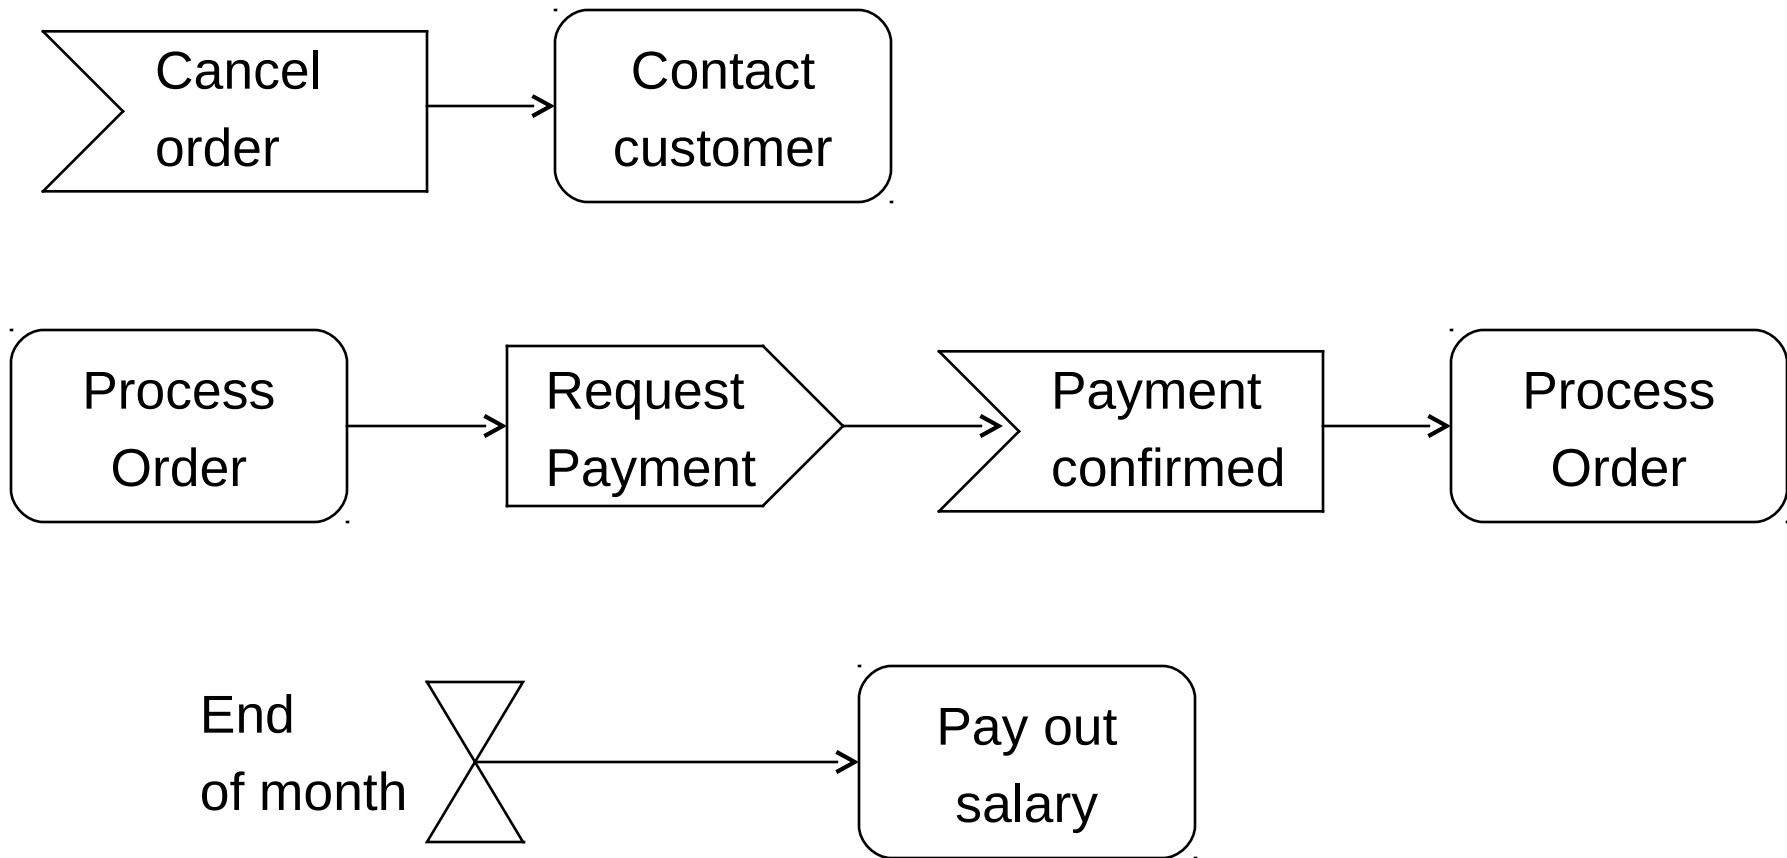 Cancel
order
Contact
customer
Process
Order
Request
Payment
Payment
confirmed
Process
Order
End
of month
Pay out
salary